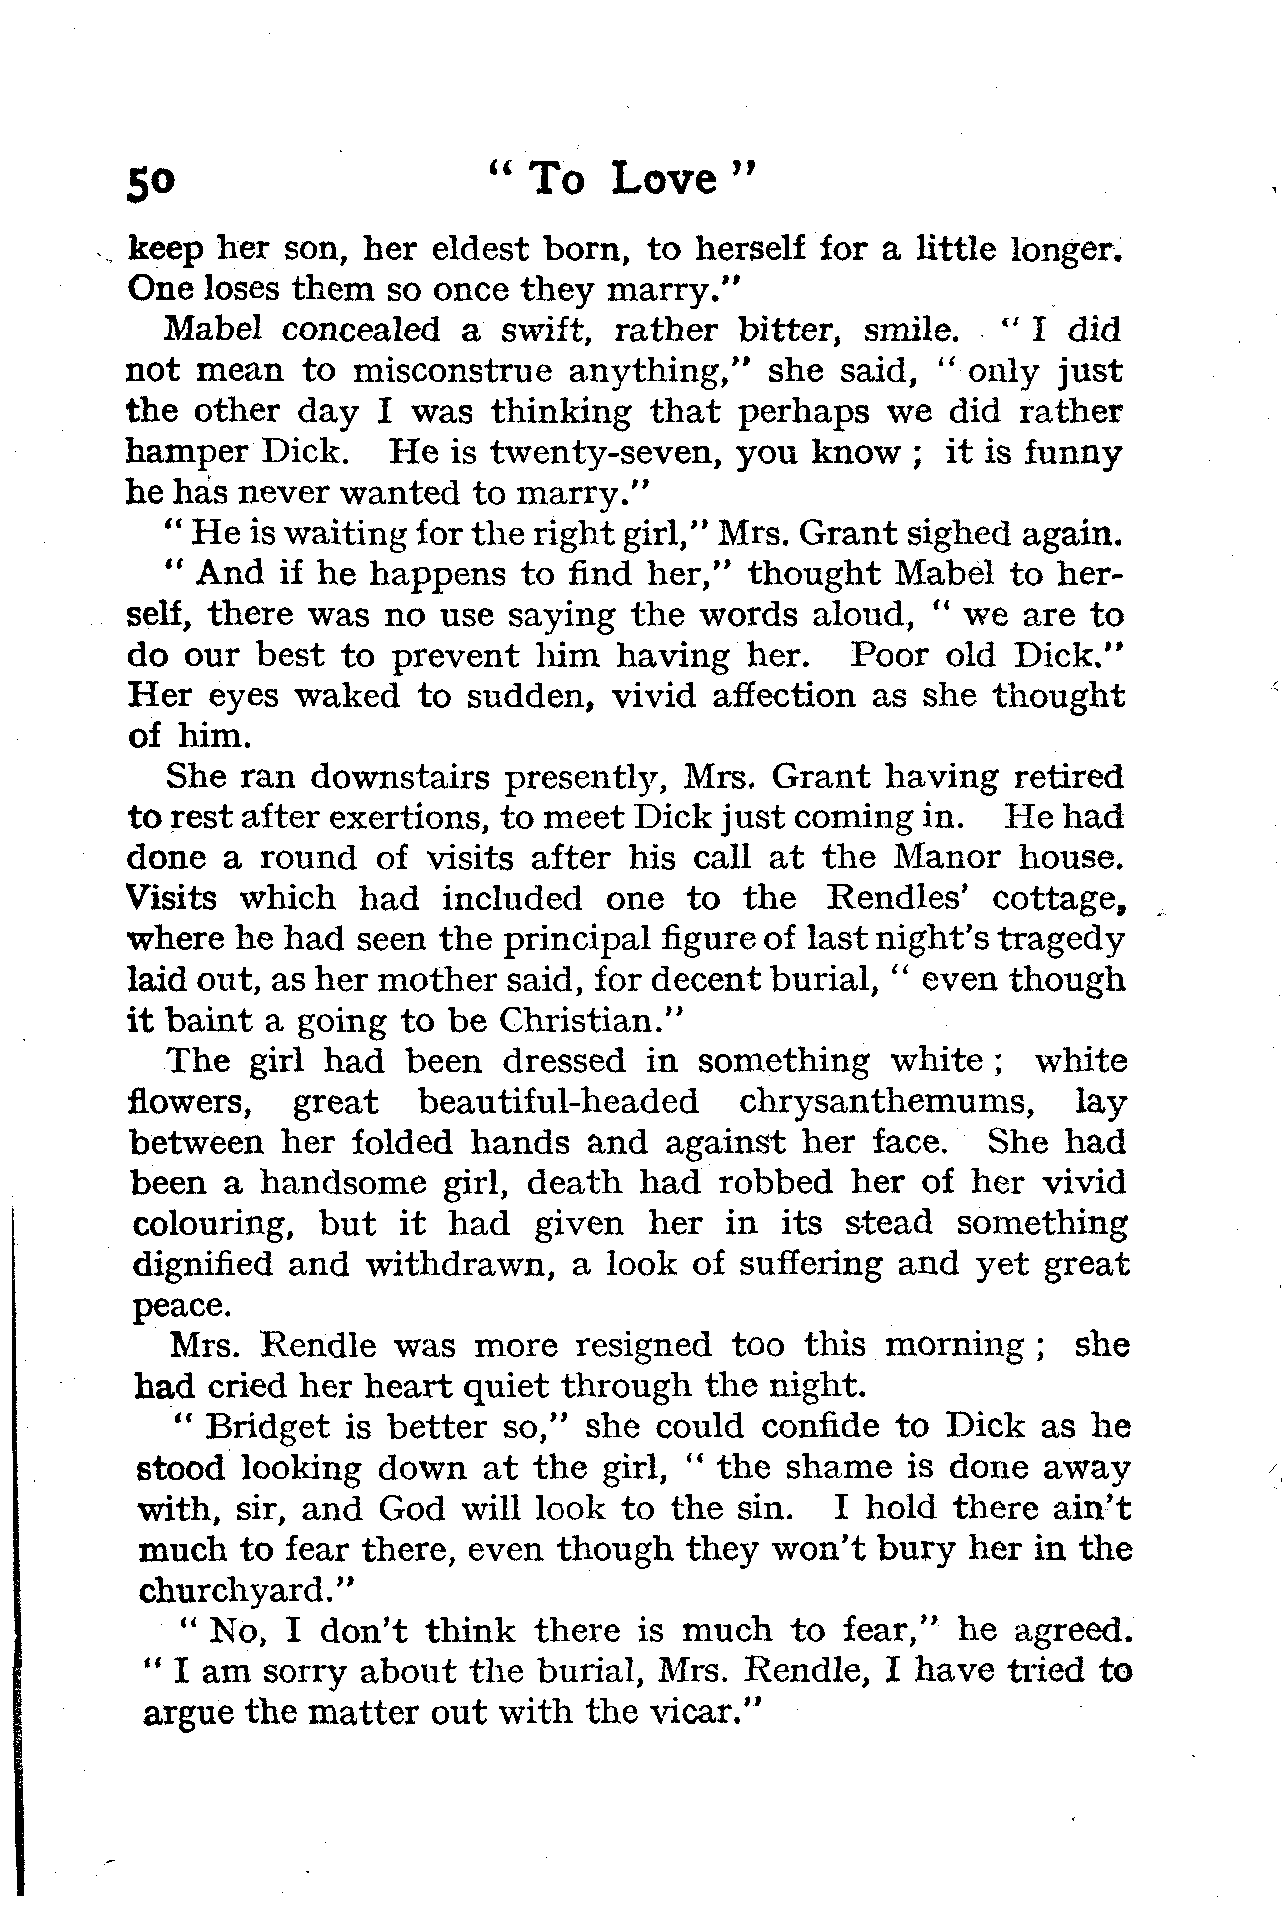 50 " To Love "
keep her son, her eldest born, to herself for a little longer.
One loses them so once they marry."
Mabel concealed a swift, rather bitter, smile. " I did
not mean to misconstrue anything," she said, " only just
the other day I was thinking that perhaps we did rather
hamper Dick. He is twenty-seven, you know ; it is funny
he has never wanted to marry."
" He is waiting for the right girl," Mrs. Grant sighed again.
" And if he happens to find her," thought Mabel to her-
self, there was no use saying the words aloud, " we are to
do our best to prevent him having her. Poor old Dick."
Her eyes waked to sudden, vivid affection as she thought
of him.
She ran downstairs presently, Mrs. Grant having retired
to rest after exertions, to meet Dick just coming in. He had
done a round of visits after his call at the Manor house.
Visits which had included one to the Rendles' cottage,
where he had seen the principal figure of last night's tragedy
laid out, as her mother said, for decent burial, " even though
it baint a going to be Christian."
The girl had been dressed in something white ; white
flowers, great beautiful-headed chrysanthemums, lay
between her folded hands and against her face. She had
been a handsome girl, death had robbed her of her vivid
colouring, but it had given her in its stead something
dignified and withdrawn, a look of suffering and yet great
peace.
Mrs. Rendle was more resigned too this morning ; she
had cried her heart quiet through the night.
" Bridget is better so," she could confide to Dick as he
stood looking down at the girl, " the shame is done away
with, sir, and God will look to the sin. I hold there ain't
much to fear there, even though they won't bury her in the
churchyard."
" No, I don't think there is much to fear," he agreed.
" I am sorry about the burial, Mrs. Rendle, I have tried to
argue the matter out with the vicar."